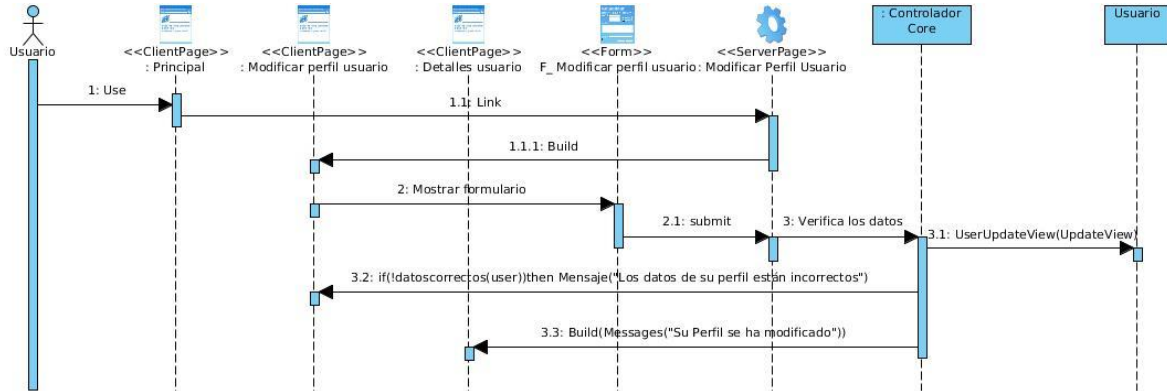 : Controlador
Core
Usuario
Usuario
<<ClientPage>>
: Principal
<<ClientPage>>
: Modificar perfil usuario
<<ClientPage>>
: Detalles usuario
<<Form>>
F_ Modificar perfil usuario
<<ServerPage>>
: Modificar Perfil Usuario
1: Use
1.1: Link
1.1.1: Build
2: Mostrar formulario
2.1: submit
3: Verifica los datos
3.1: UserUpdateView(UpdateView)
3.2: if(!datoscorrectos(user))then Mensaje("Los datos de su perfil están incorrectos")
3.3: Build(Messages("Su Perfil se ha modificado"))